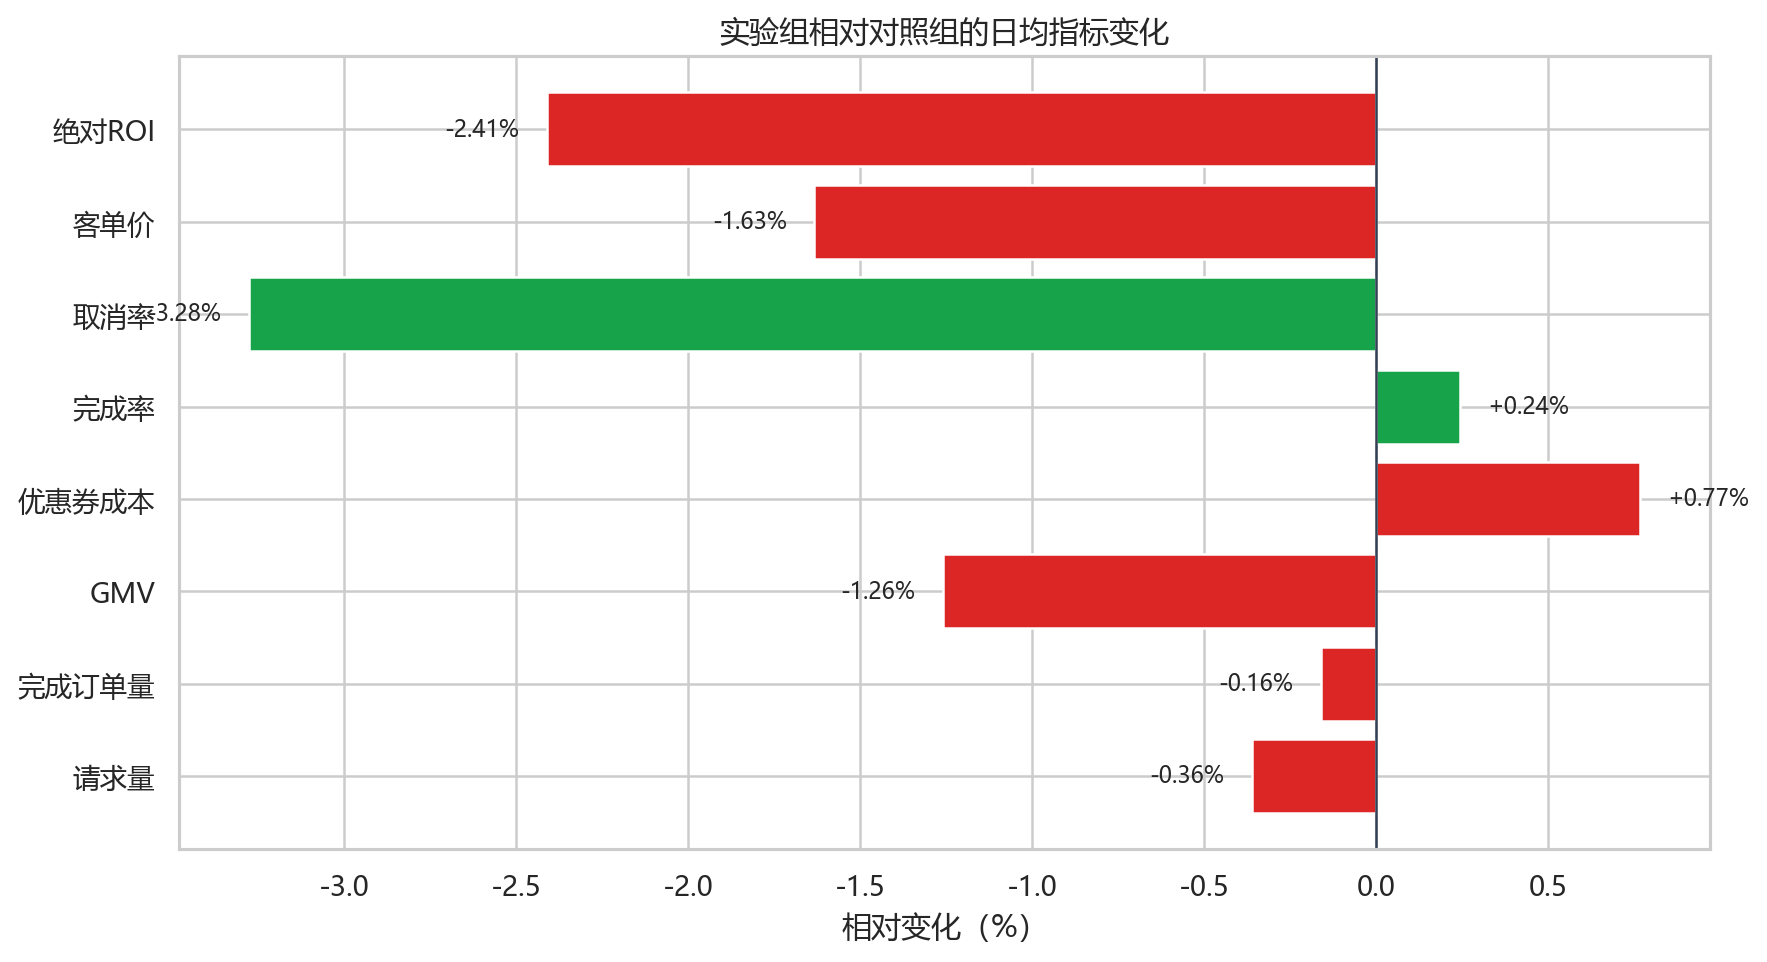 实验组相对对照组的日均指标变化
绝对ROI
-2.41%
客单价
-1.63%
取消率
-3.28%
完成率
+0.24%
优惠券成本
+0.77%
GMV
-1.26%
完成订单量
-0.16%
请求量
-0.36%
-3.0 -2.5 -2.0 -1.5 -1.0 -0.5 0.0 0.5
相对变化（%）